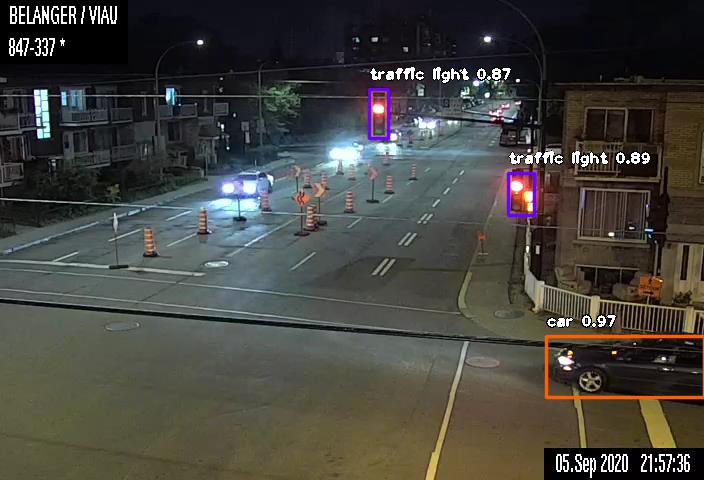 BELANGER / VIAU
847-337 *
traffic light 0.87
traffic light 0.89
car 0.97
05.Sep 2020 21:57:36